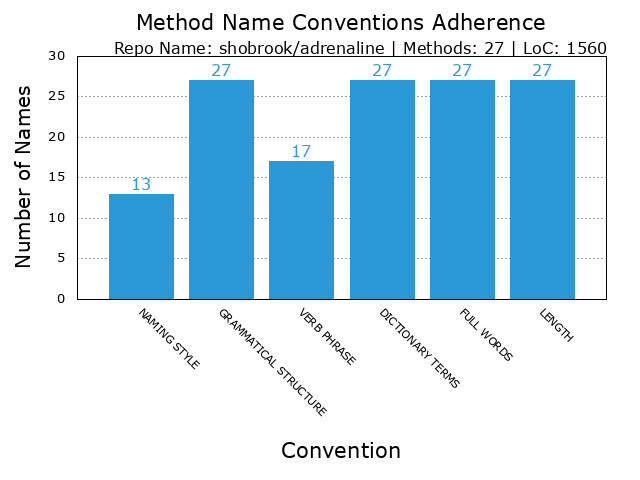 Method Name Conventions Adherence
Repo Name: shobrook/adrenaline | Methods: 27 | LoC: 1560
Number of Names
30
25
20
15
10
5
0
13
27
17
27
27
27
NAMING STYLE
GRAMMATICAL STRUCTURE
VERB PHRASE
DICTIONARY TERMS
FULL WORDS
LENGTH
Convention